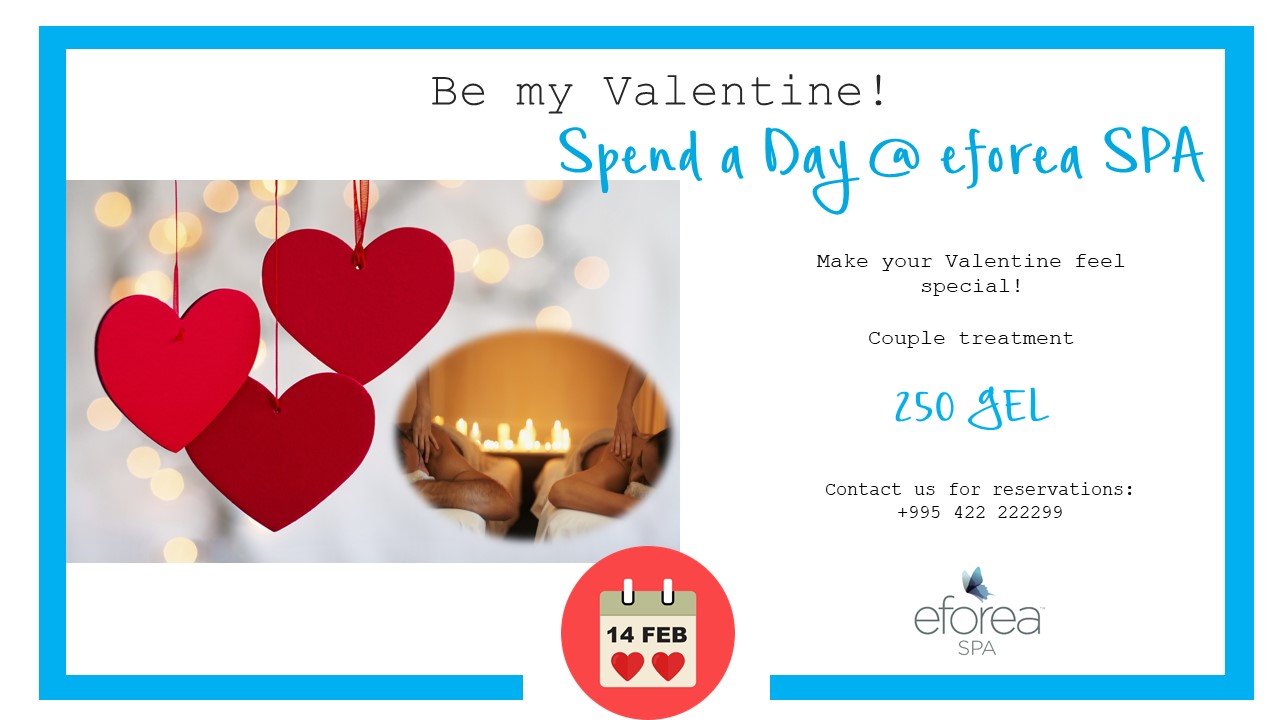 Be my Valentine!
Spend a Day @ eforea SPA
Make your Valentine feel
special!
Couple treatment
250 GEL
Contact us for reservations:
+995 422 222299
eforea™
SPA
14 FEB